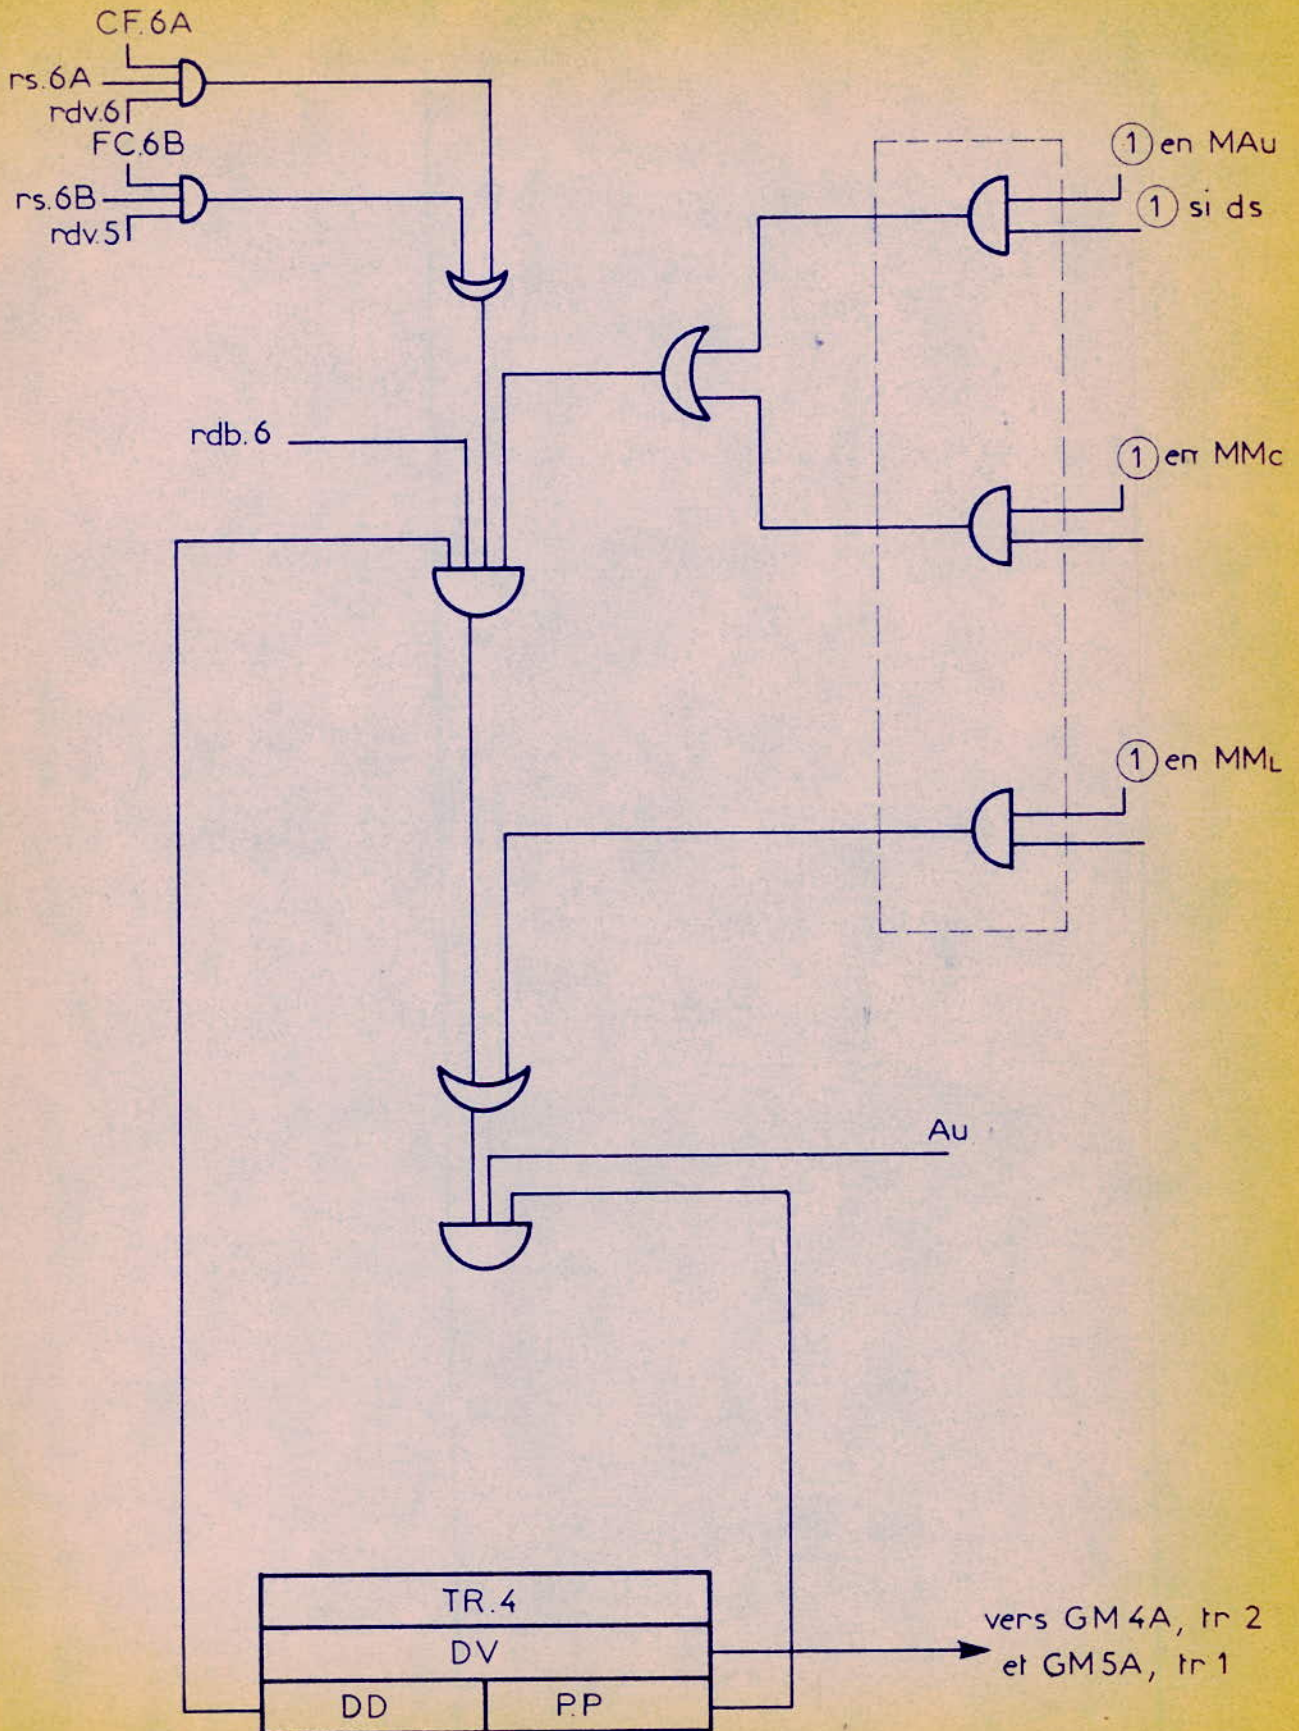 CF.6A
rs.6A
rdv.6
FC.6B
rs.6B
rdv.5
① en MAu
① si ds
rdb.6
① en MMc
① en MML
Au
TR.4
DV
DD
P.P
vers GM 4A, tr 2
et GM5A, tr 1